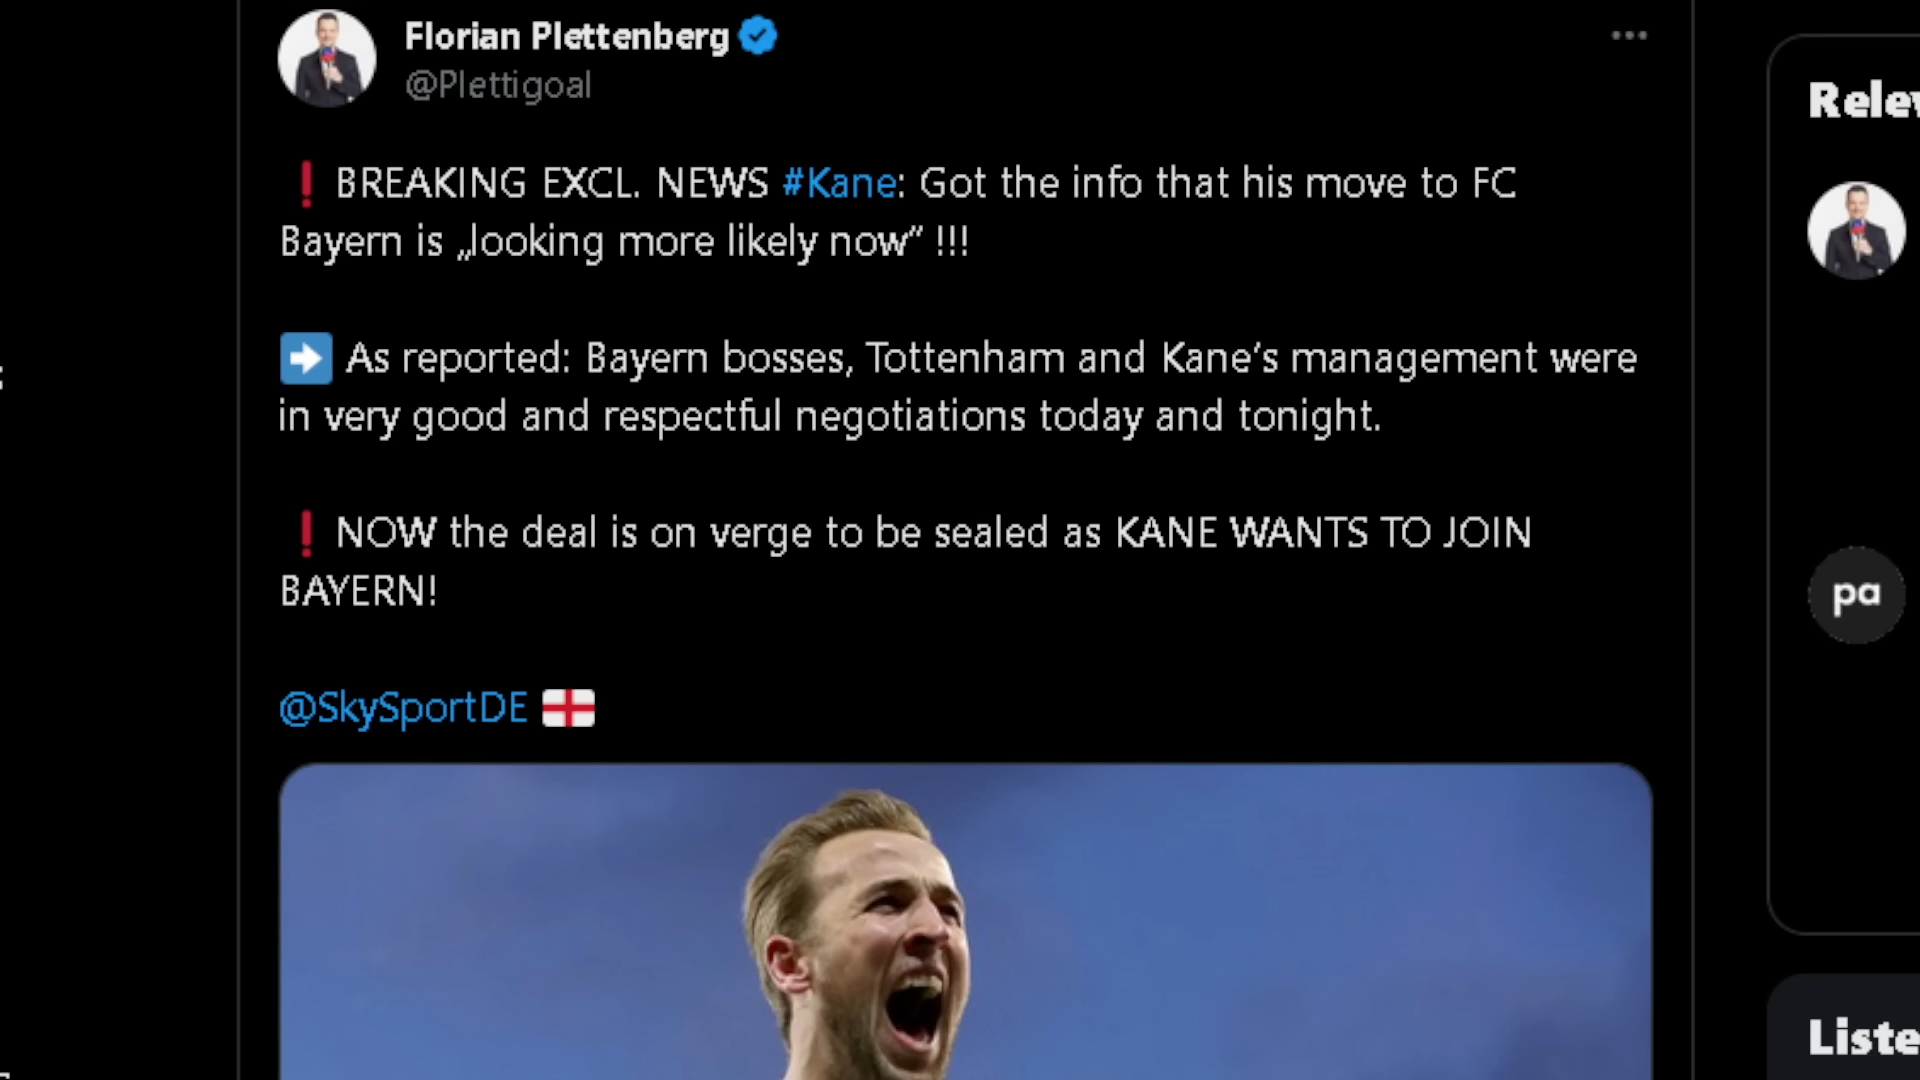 Florian Plettenberg
@Plettigoal
❗BREAKING EXCL. NEWS #Kane: Got the info that his move to FC
Bayern is „looking more likely now“ !!!
➡️ As reported: Bayern bosses, Tottenham and Kane’s management were
in very good and respectful negotiations today and tonight.
❗NOW the deal is on verge to be sealed as KANE WANTS TO JOIN
BAYERN!
@SkySportDE 🏴󠁧󠁢󠁥󠁮󠁧󠁿
pa